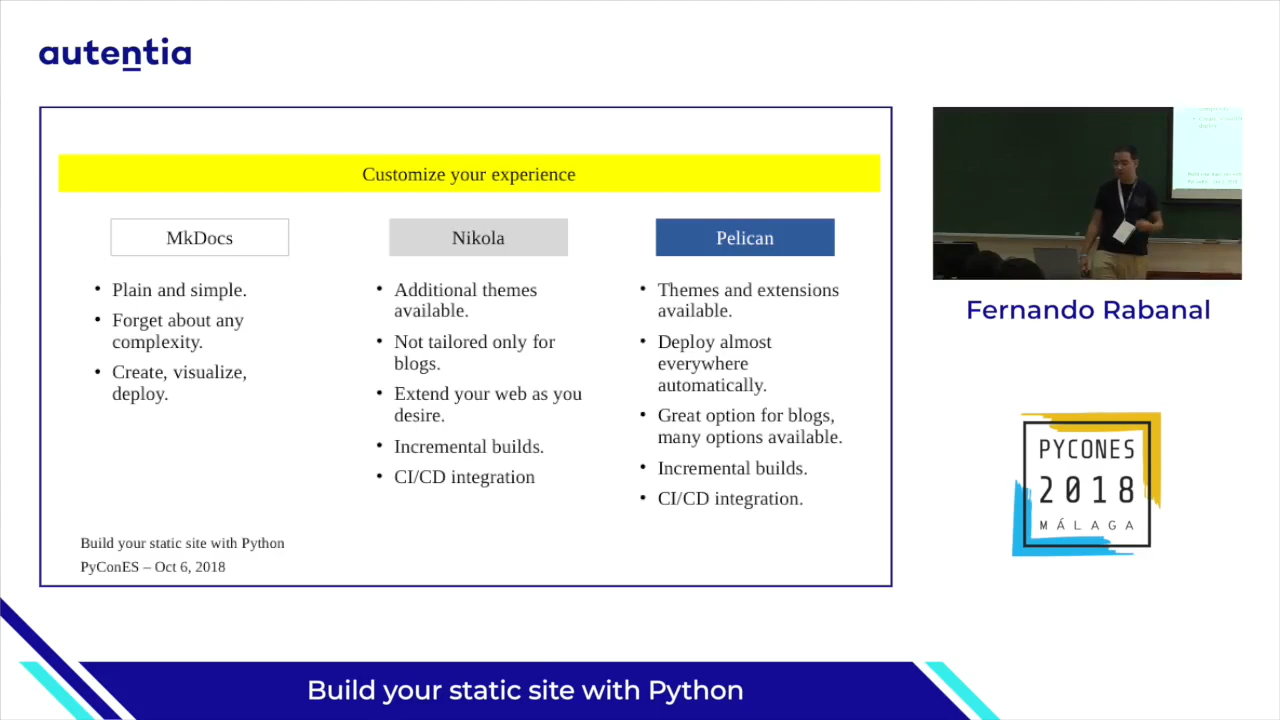 autentia
Customize your experience
MkDocs
• Plain and simple.
• Forget about any
complexity.
• Create, visualize,
deploy.
Nikola
• Additional themes
available.
• Not tailored only for
blogs.
• Extend your web as you
desire.
• Incremental builds.
• CI/CD integration
Pelican
• Themes and extensions
available.
• Deploy almost
everywhere
automatically.
• Great option for blogs,
many options available.
• Incremental builds.
• CI/CD integration.
Build your static site with Python
PyConES – Oct 6, 2018
Fernando Rabanal
PYCONES
2018
MÁLAGA
Build your static site with Python